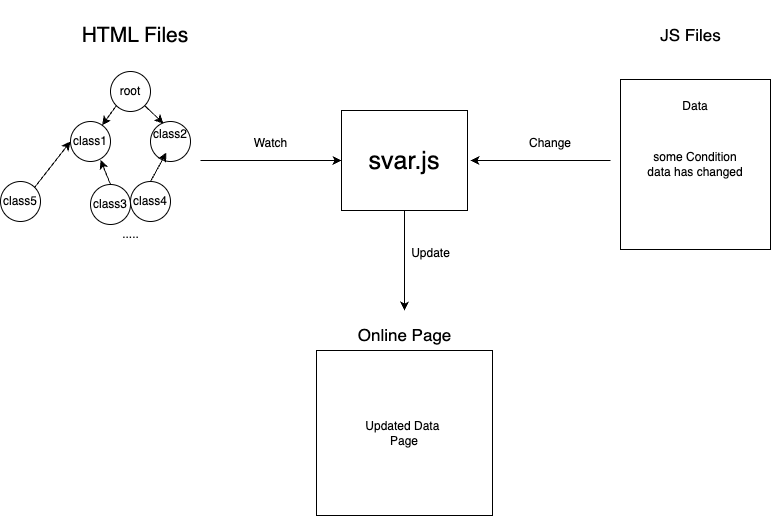 HTML Files
JS Files
root
class1
class2
class5
class3
class4
.....
Watch
svar.js
Change
Data
some Condition
data has changed
Update
Online Page
Updated Data
Page